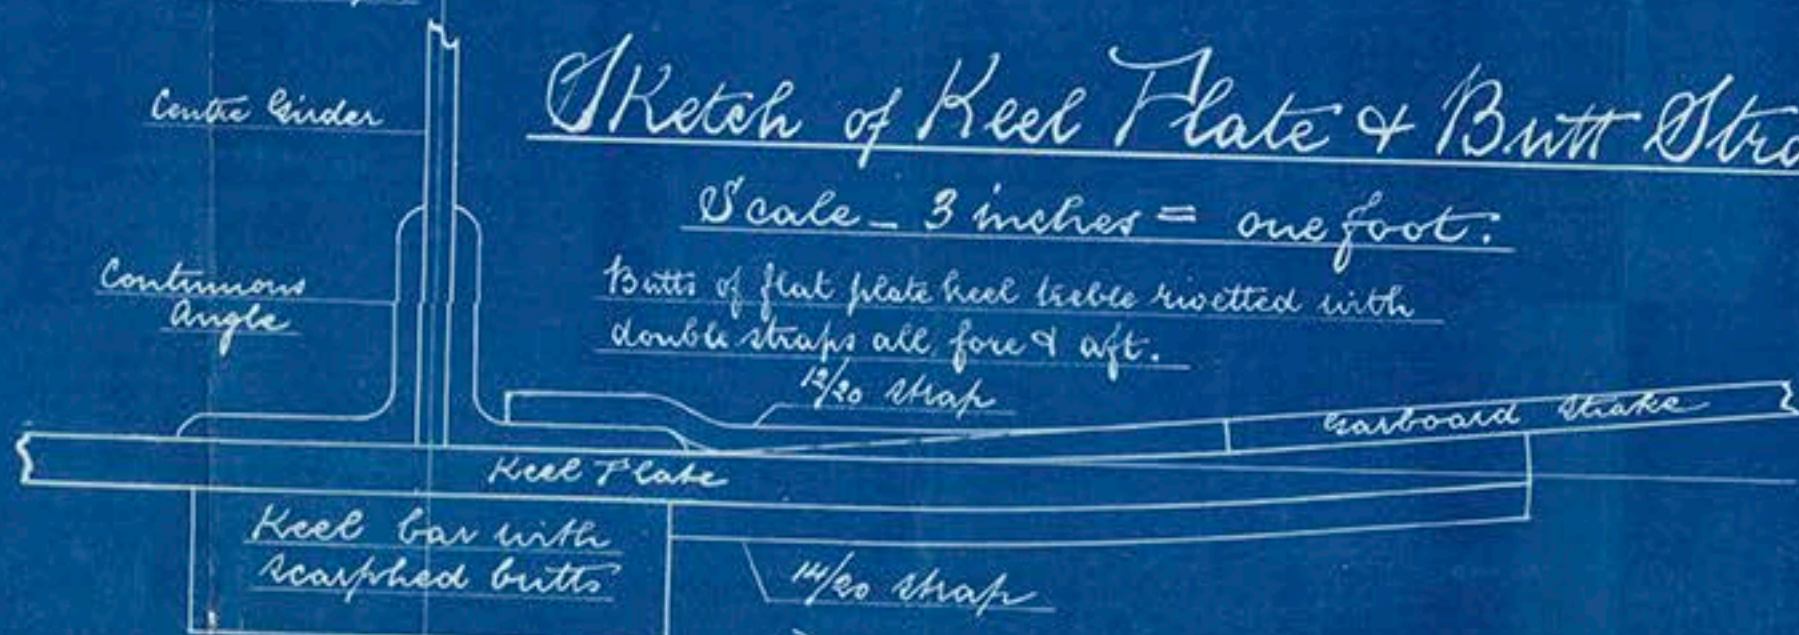 Sketch of Keel Plate & Butt Stra
Scale - 3 inches = one foot:
Centre Girder
Continuous
Angle
Butts of flat plate keel treble rivetted with
double straps all fore & aft.
12/20 strap
Garboard Strake
Keel Plate
Keel bar with
scarphed butts
14/20 strap